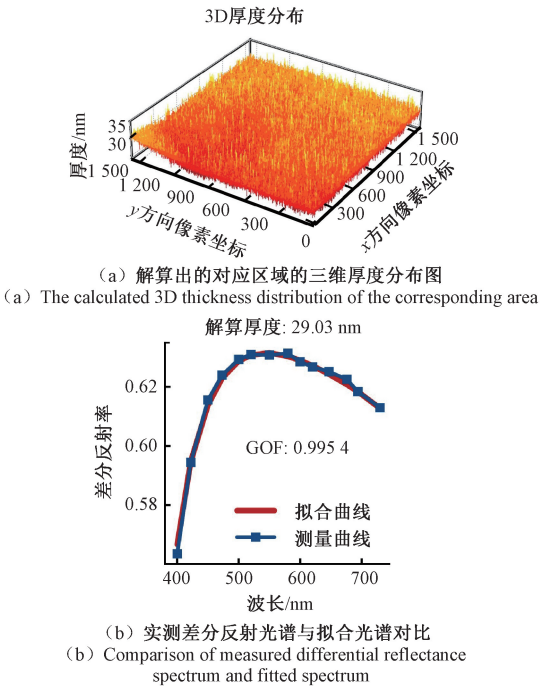 3D厚度分布
厚度/nm
35
30
1 500
1 200
900
600
300
0
y方向像素坐标
300
600
900
1 200
1 500
x方向像素坐标
（a）解算出的对应区域的三维厚度分布图
（a）The calculated 3D thickness distribution of the corresponding area
解算厚度: 29.03 nm
差分反射率
0.62
0.60
0.58
GOF: 0.995 4
拟合曲线
测量曲线
400 500 600 700
波长/nm
（b）实测差分反射光谱与拟合光谱对比
（b）Comparison of measured differential reflectance
spectrum and fitted spectrum